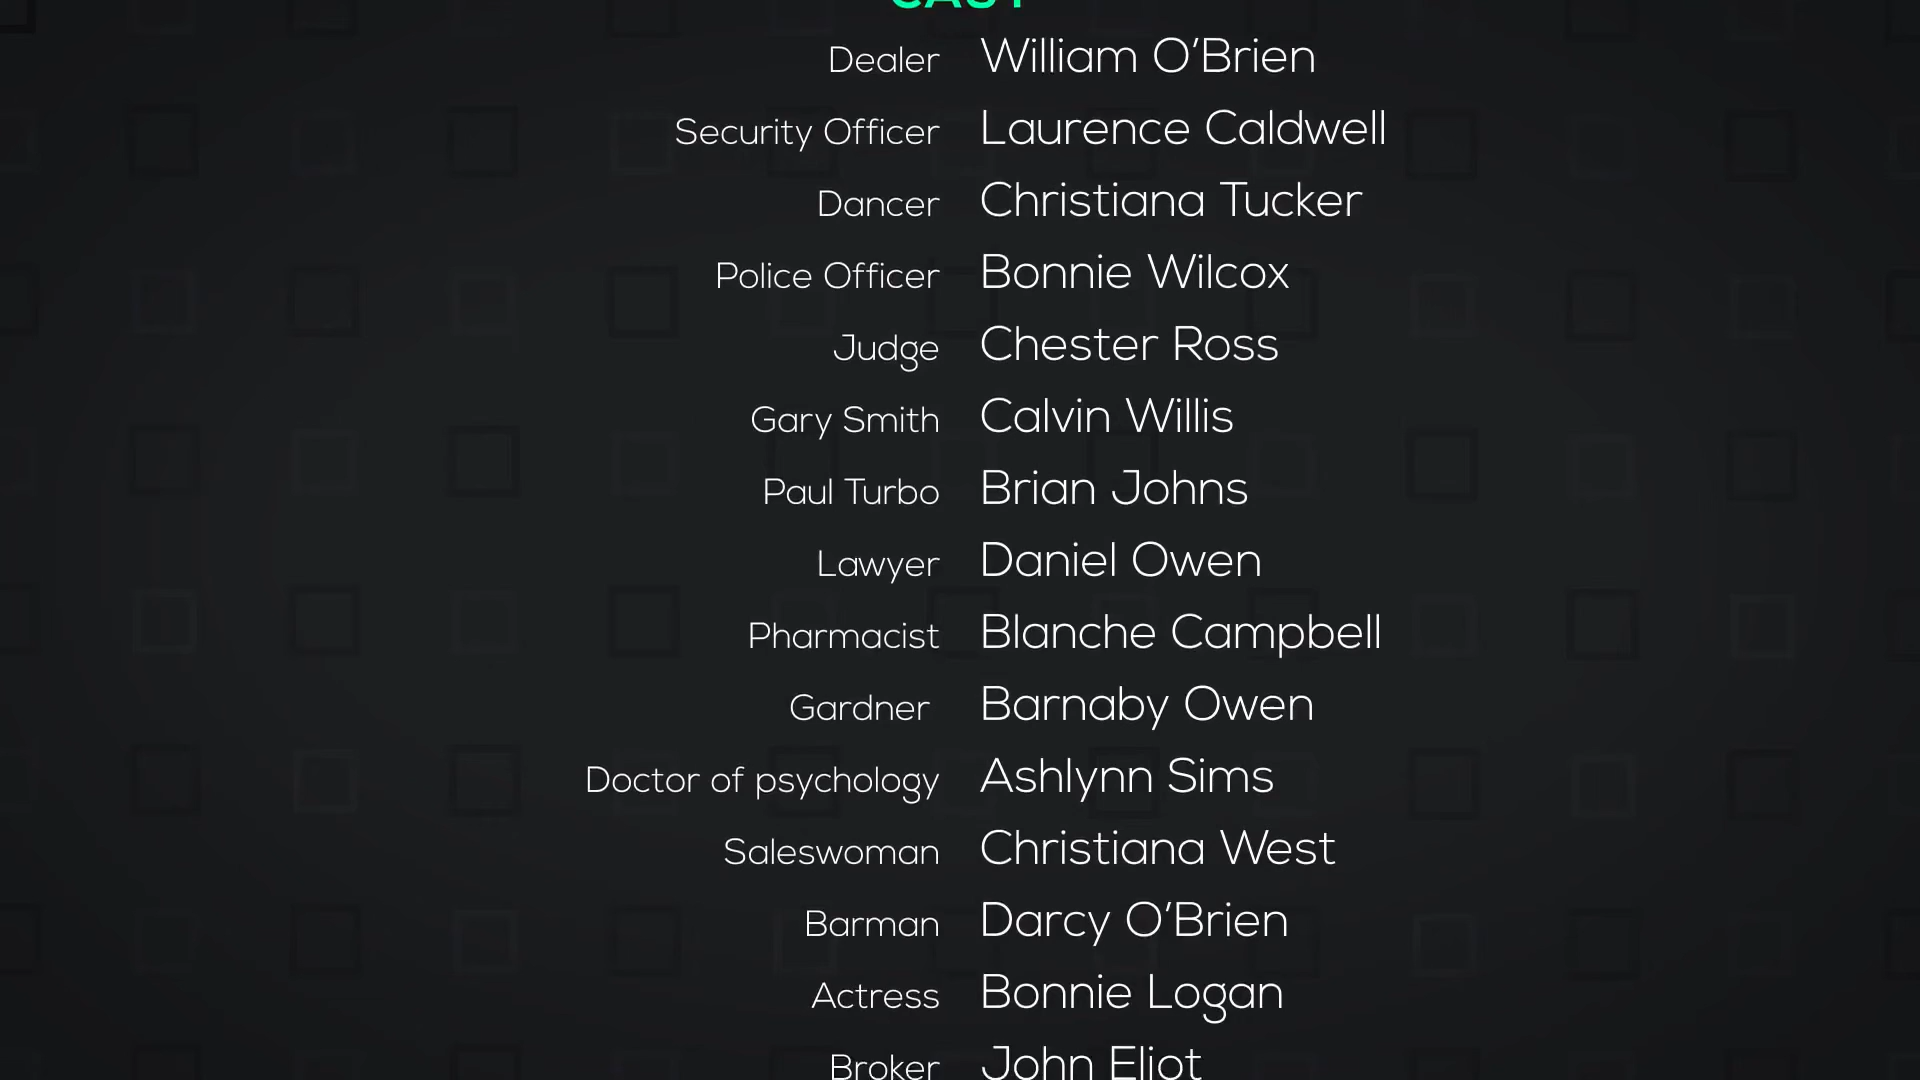 CAST
Dealer William O’Brien
Security Officer Laurence Caldwell
Dancer Christiana Tucker
Police Officer Bonnie Wilcox
Judge Chester Ross
Gary Smith Calvin Willis
Paul Turbo Brian Johns
Lawyer Daniel Owen
Pharmacist Blanche Campbell
Gardner Barnaby Owen
Doctor of psychology Ashlynn Sims
Saleswoman Christiana West
Barman Darcy O’Brien
Actress Bonnie Logan
Broker John Eliot